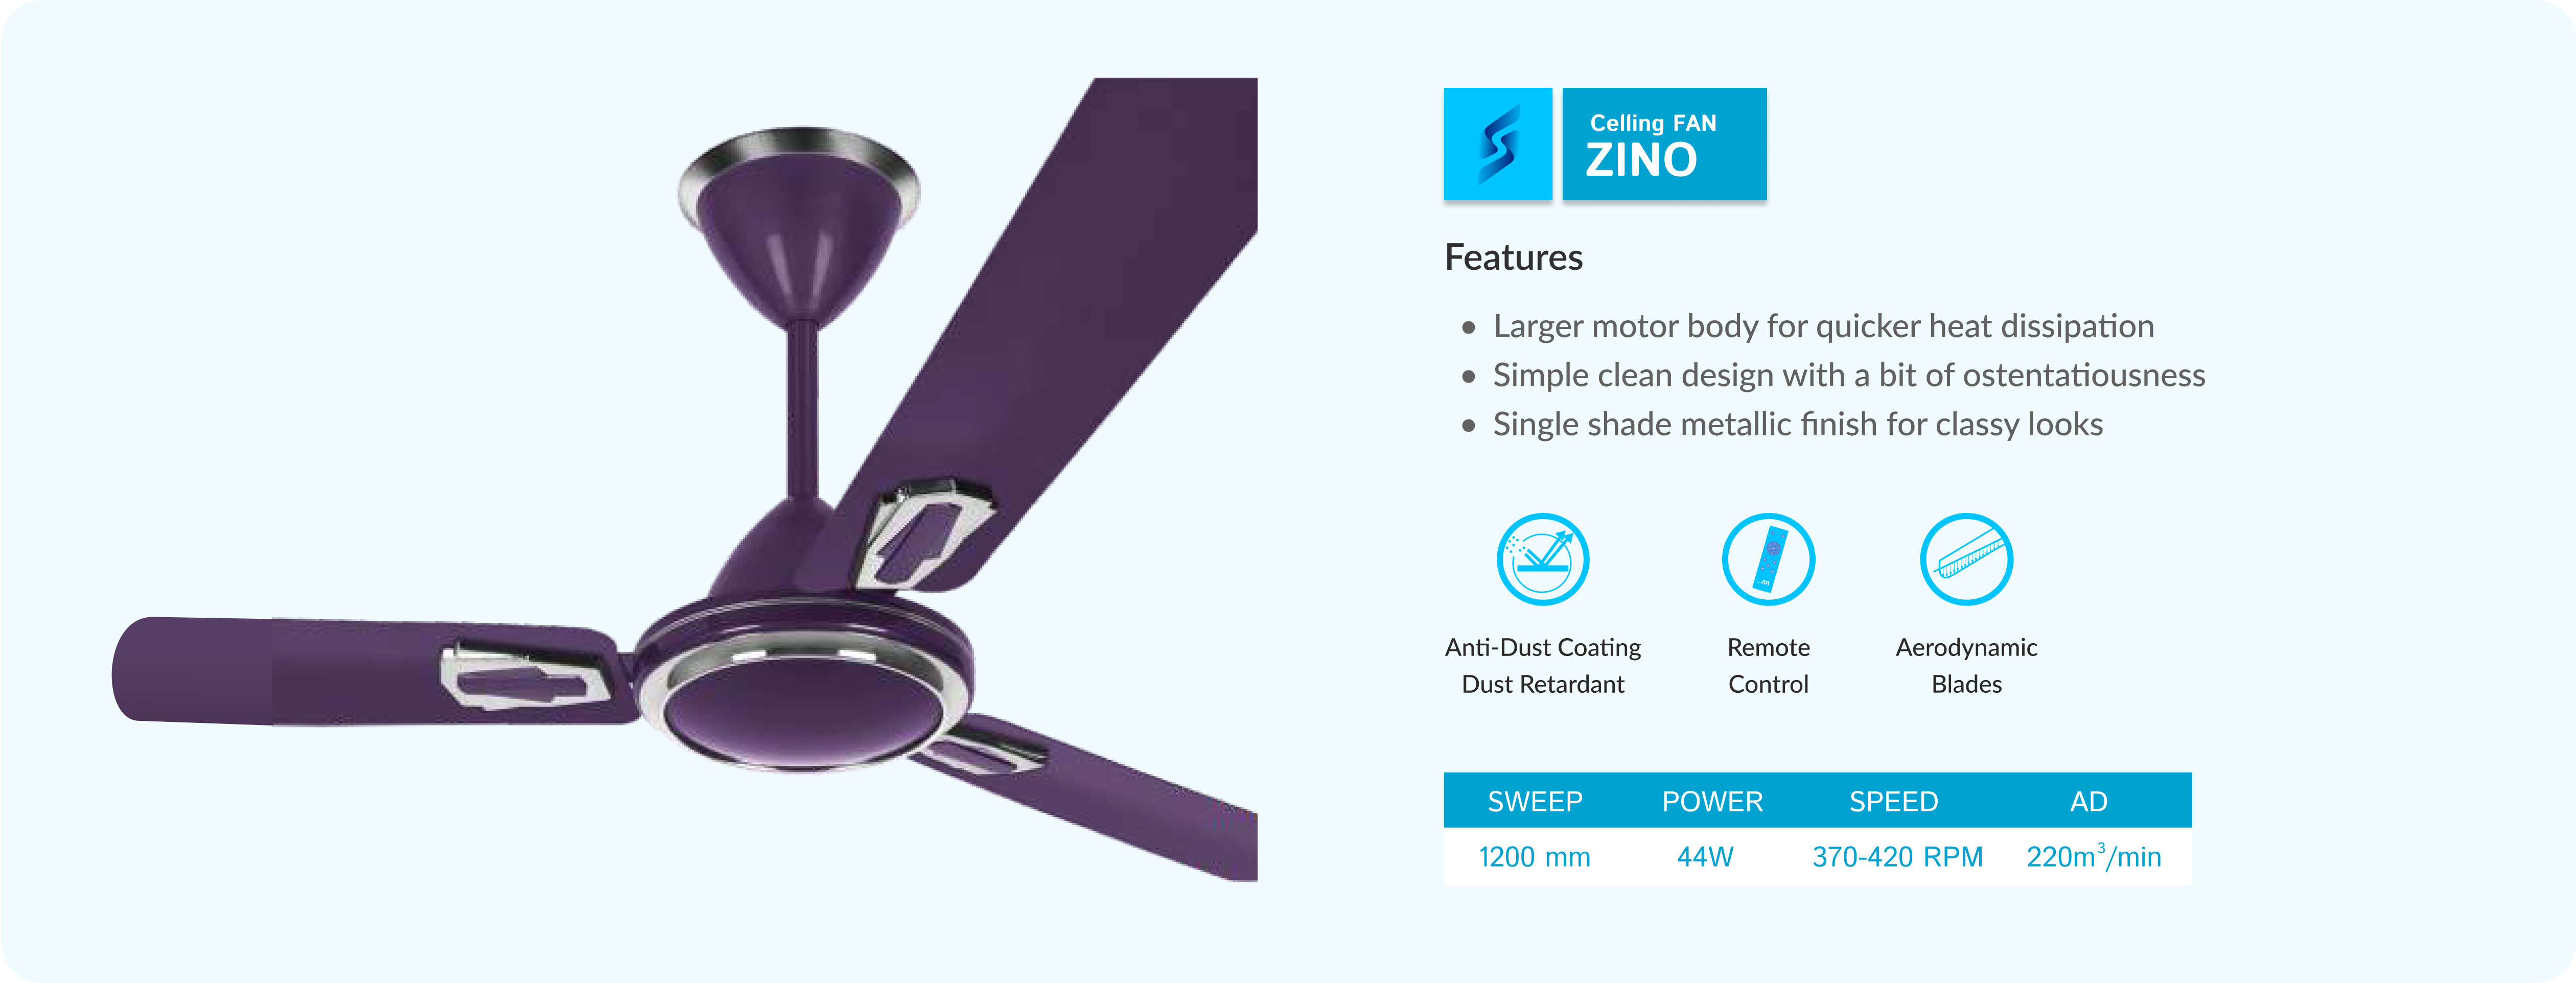 Celling FAN
ZINO
Features
• Larger motor body for quicker heat dissipation
• Simple clean design with a bit of ostentatiousness
• Single shade metallic finish for classy looks
Anti-Dust Coating
Dust Retardant
Remote
Control
Aerodynamic
Blades
SWEEP POWER SPEED AD
1200 mm 44W 370-420 RPM 220m³/min